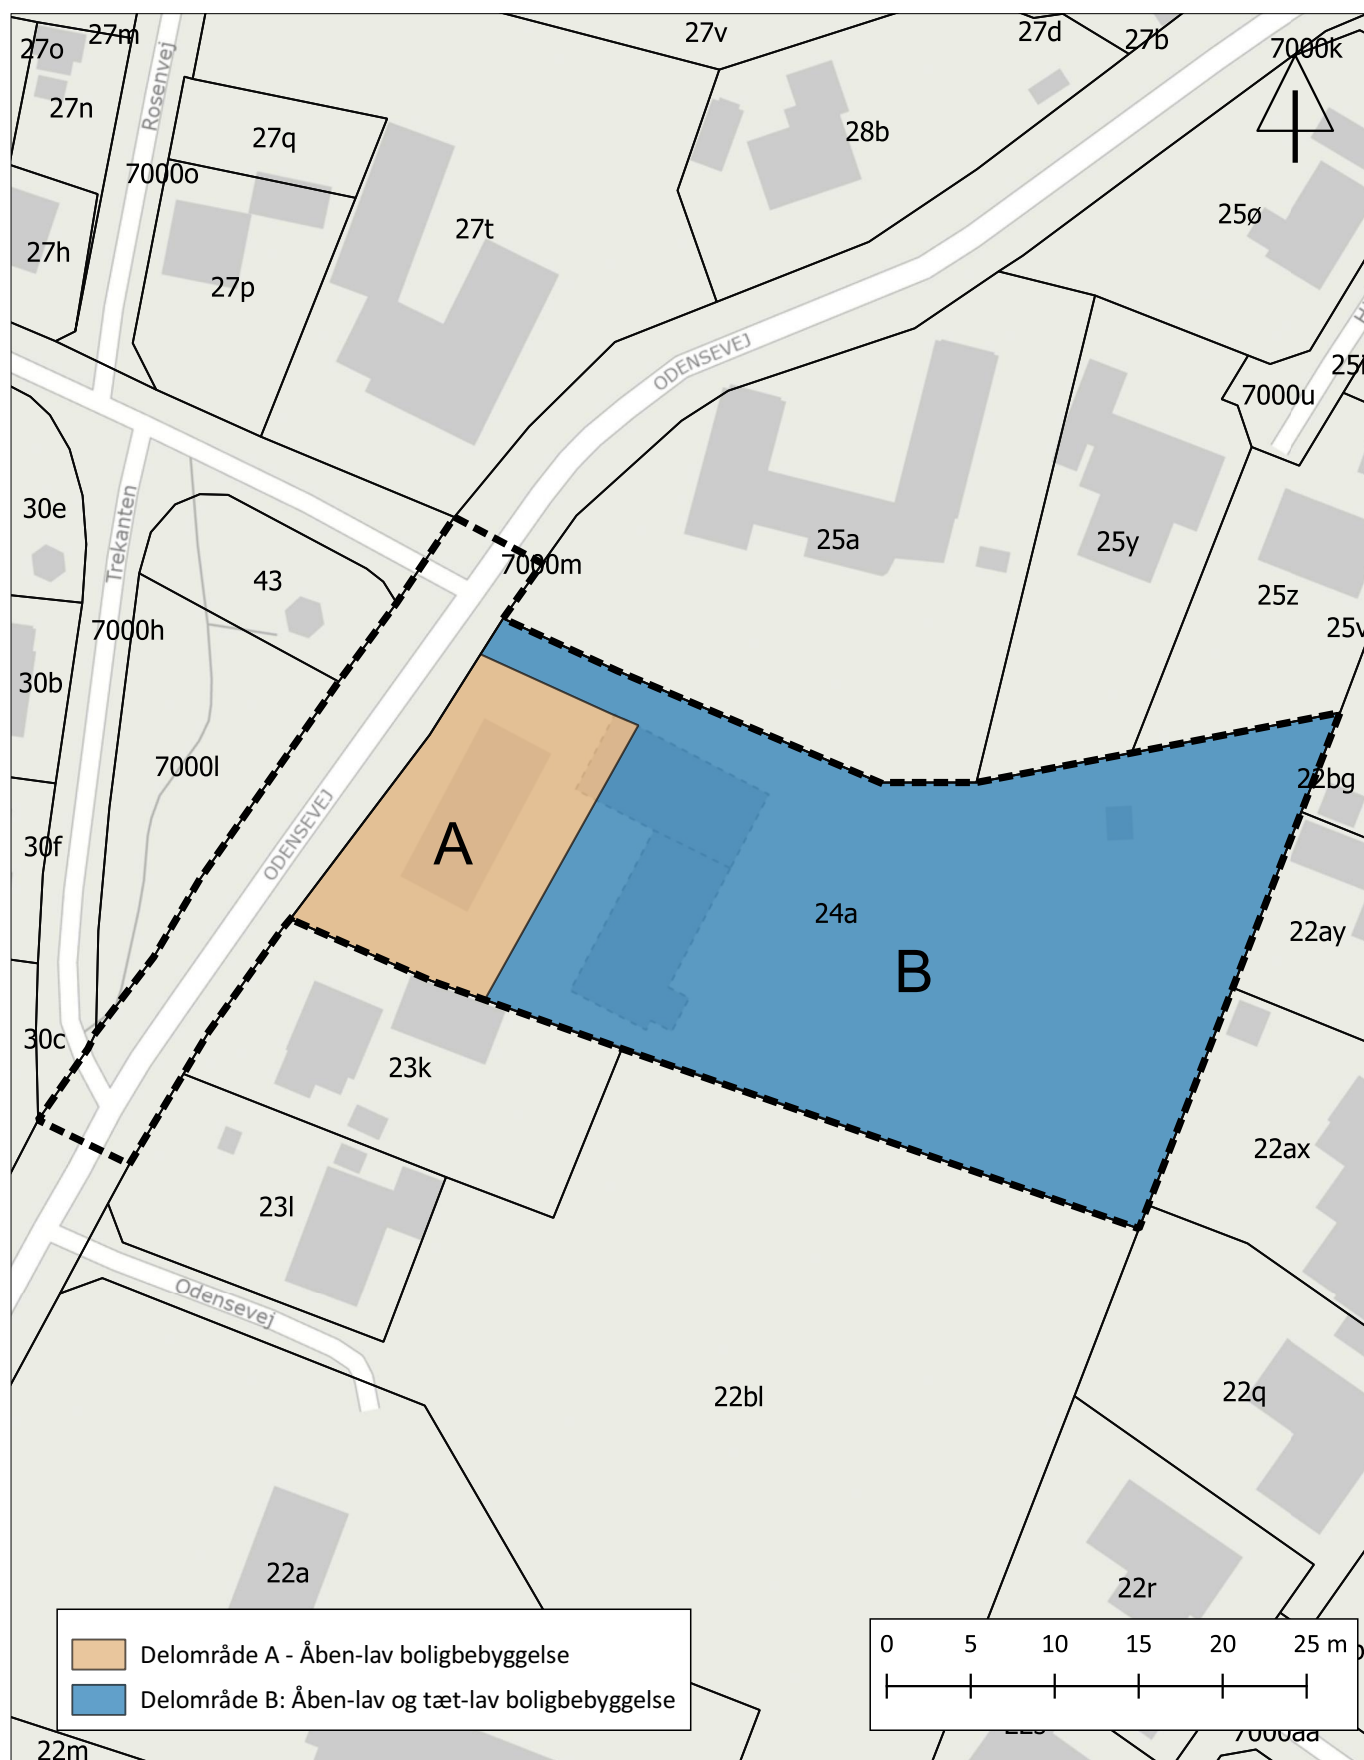 27o
27m
27v
27d
27b
7000k
27n
Rosenvej
27q
28b
7000o
27h
27t
25ø
27p
ODENSEVEJ
7000u
30e
Trekanten
25a
25y
7000m
43
25z
7000h
25v
30b
7000l
22bg
ODENSEVEJ
30f
A
24a
22ay
B
30c
23k
22ax
23l
Odensevej
22bl
22q
22a
22r
Delområde A - Åben-lav boligbebyggelse
Delområde B: Åben-lav og tæt-lav boligbebyggelse
0 5 10 15 20 25 m
7000aa
22m